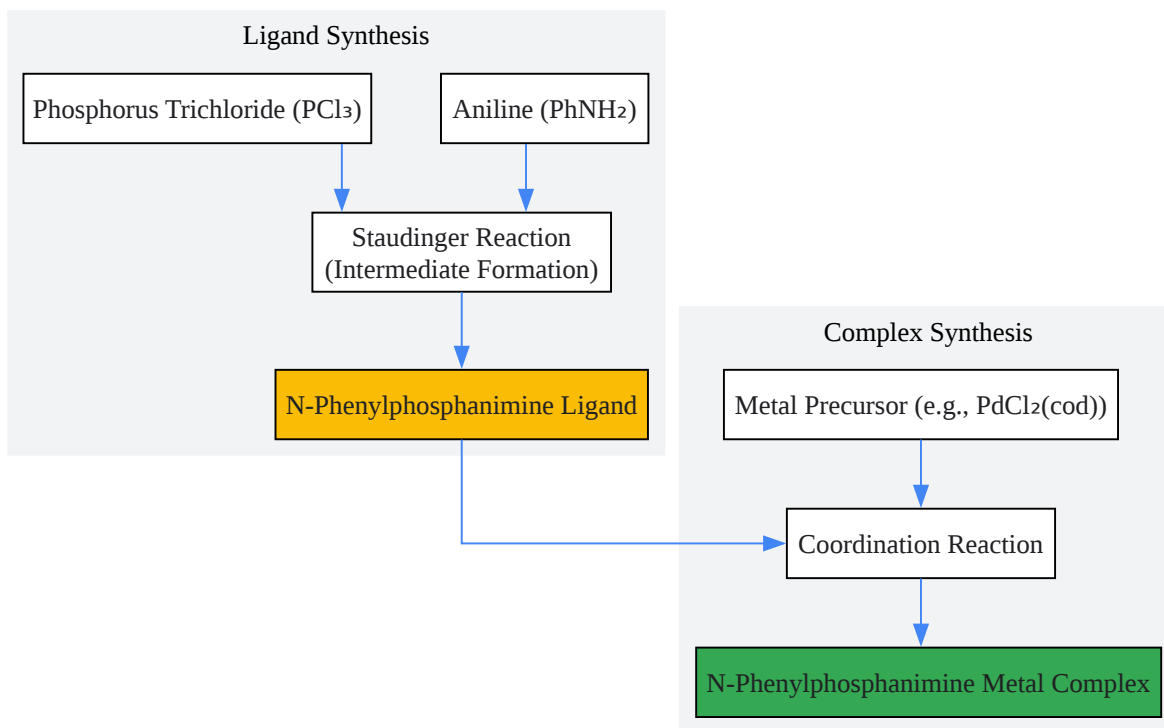 Ligand Synthesis
Phosphorus Trichloride (PCl₃)
Aniline (PhNH₂)
Staudinger Reaction
(Intermediate Formation)
N-Phenylphosphanimine Ligand
Complex Synthesis
Metal Precursor (e.g., PdCl₂(cod))
Coordination Reaction
N-Phenylphosphanimine Metal Complex